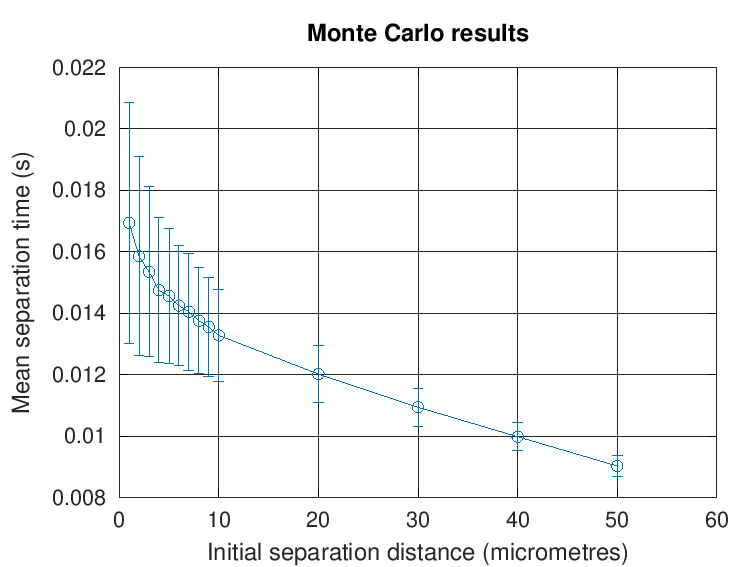 Monte Carlo results
0.022
0.02
0.018
0.016
0.014
0.012
0.01
0.008
Mean separation time (s)
0 10 20 30 40 50 60
Initial separation distance (micrometres)